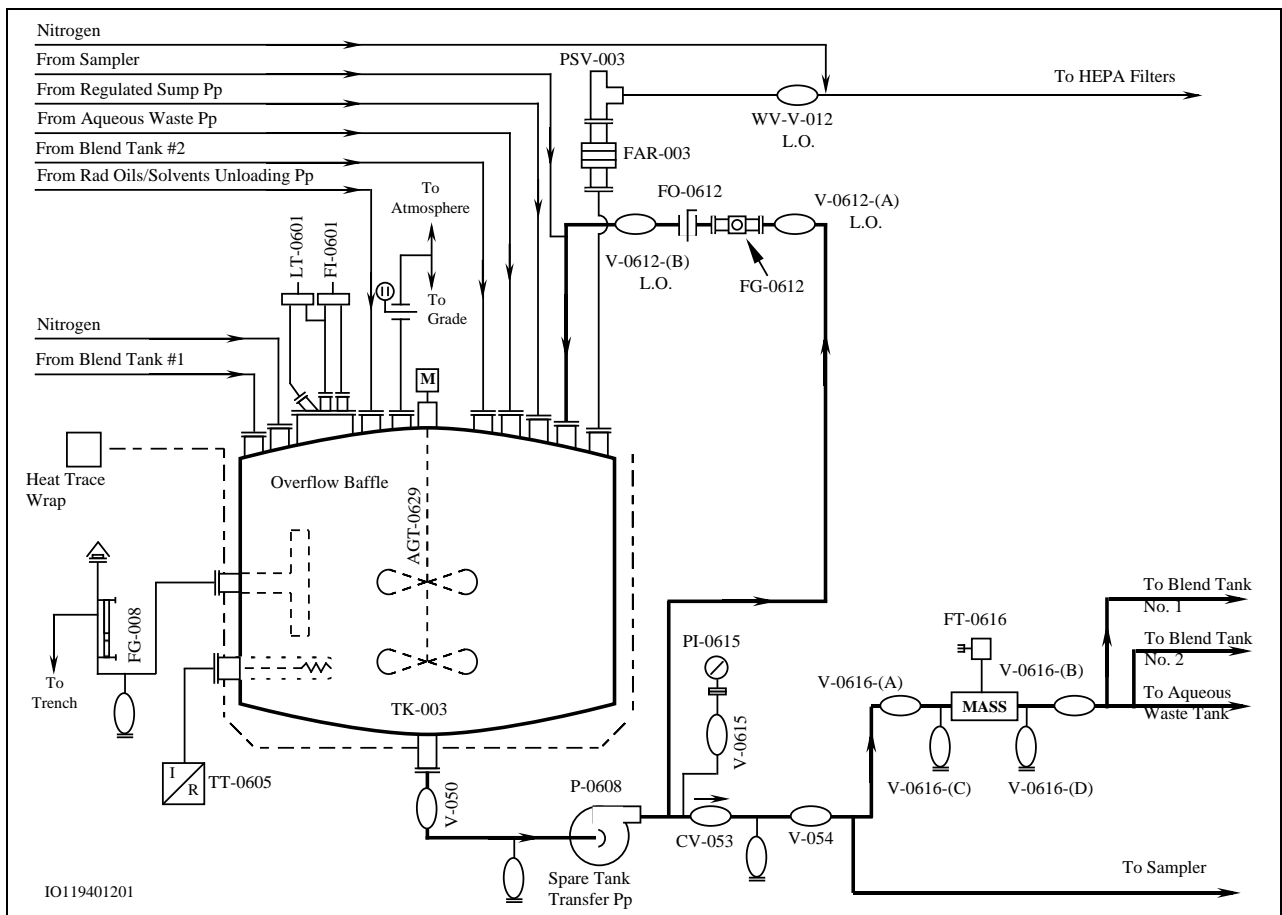 Nitrogen
From Sampler
From Regulated Sump Pp
From Aqueous Waste Pp
From Blend Tank #2
From Rad Oils/Solvents Unloading Pp
PSV-003
To HEPA Filters
WV-V-012
L.O.
FAR-003
To
Atmosphere
FO-0612
V-0612-(A)
L.O.
LT-0601
FI-0601
V-0612-(B)
L.O.
FG-0612
To
Grade
Nitrogen
From Blend Tank #1
M
Heat Trace
Wrap
Overflow Baffle
AGT-0629
FG-008
To
Trench
TK-003
I
R
TT-0605
V-050
P-0608
Spare Tank
Transfer Pp
PI-0615
V-0615
CV-053
V-054
V-0616-(A)
FT-0616
MASS
V-0616-(B)
V-0616-(C)
V-0616-(D)
To Blend Tank
No. 1
To Blend Tank
No. 2
To Aqueous
Waste Tank
To Sampler
IO119401201